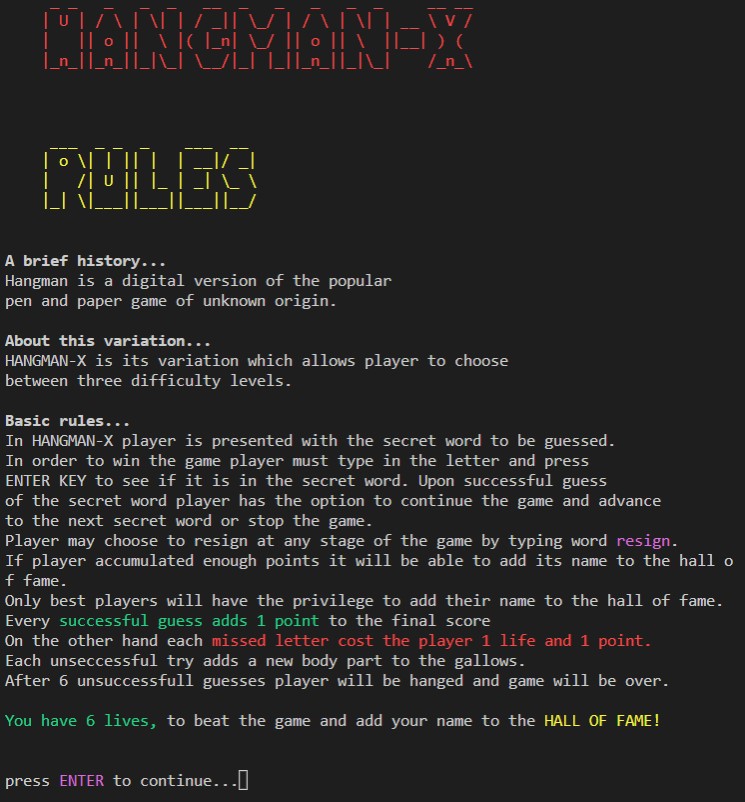 HANGMAN-X
RULES
A brief history...
Hangman is a digital version of the popular
pen and paper game of unknown origin.
About this variation...
HANGMAN-X is its variation which allows player to choose
between three difficulty levels.
Basic rules...
In HANGMAN-X player is presented with the secret word to be guessed.
In order to win the game player must type in the letter and press
ENTER KEY to see if it is in the secret word. Upon successful guess
of the secret word player has the option to continue the game and advance
to the next secret word or stop the game.
Player may choose to resign at any stage of the game by typing word resign.
If player accumulated enough points it will be able to add its name to the hall o
f fame.
Only best players will have the privilege to add their name to the hall of fame.
Every successful guess adds 1 point to the final score
On the other hand each missed letter cost the player 1 life and 1 point.
Each unseccessful try adds a new body part to the gallows.
After 6 unsuccessfull guesses player will be hanged and game will be over.
You have 6 lives, to beat the game and add your name to the HALL OF FAME!
press ENTER to continue...